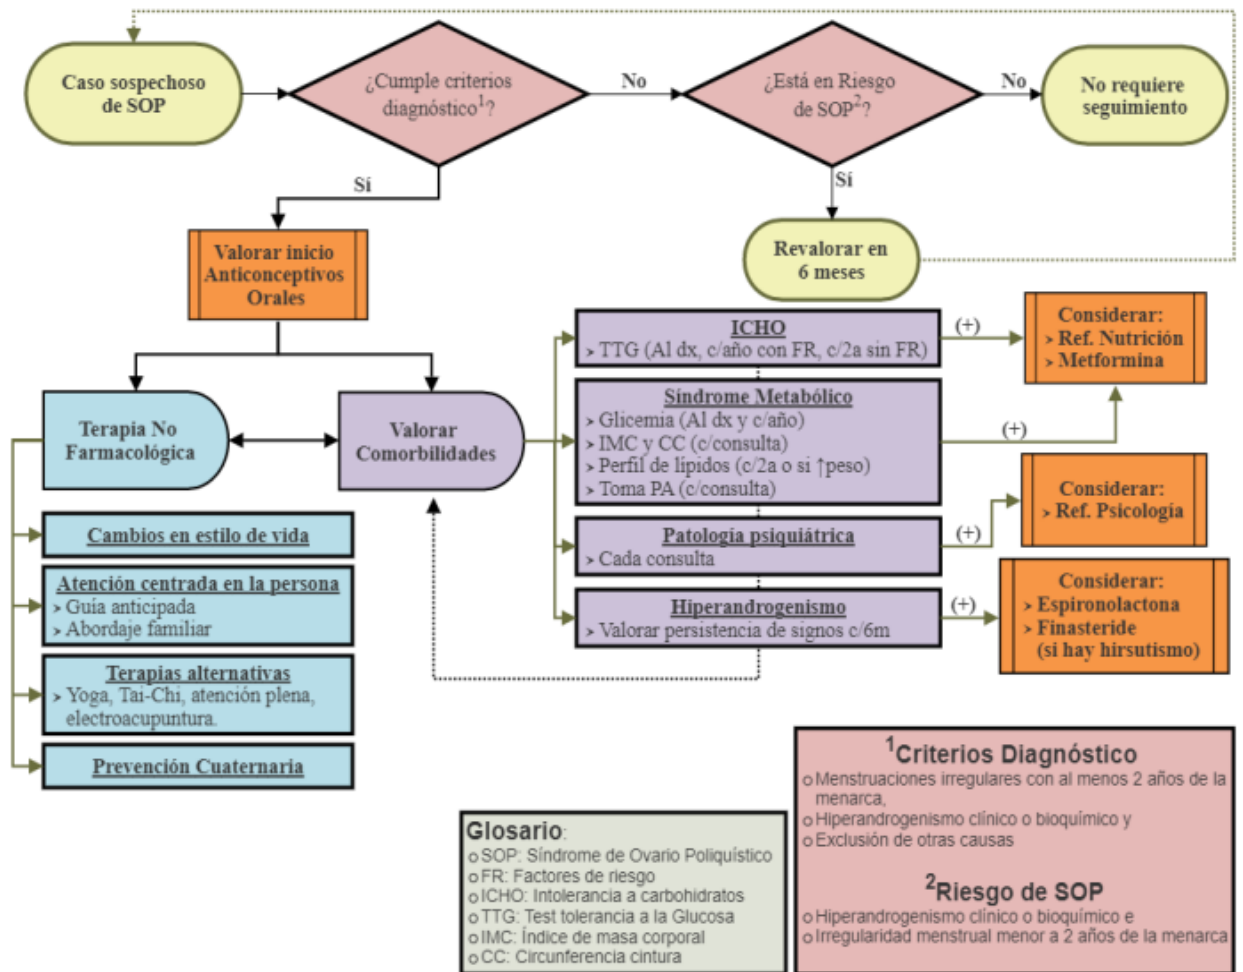 Caso sospechoso
de SOP
¿Cumple criterios
diagnóstico¹?
No
¿Está en Riesgo
de SOP²?
No
No requiere
seguimiento
Sí
Sí
Valorar inicio
Anticonceptivos
Orales
Revalorar en
6 meses
Terapia No
Farmacológica
Valorar
Comorbilidades
ICHO
> TTG (Al dx, c/año con FR, c/2a sin FR)
(+)
Considerar:
> Ref. Nutrición
> Metformina
Síndrome Metabólico
> Glicemia (Al dx y c/año)
> IMC y CC (c/consulta)
> Perfil de lípidos (c/2a o si ↑peso)
> Toma PA (c/consulta)
(+)
Patología psiquiátrica
> Cada consulta
(+)
Considerar:
> Ref. Psicología
Hiperandrogenismo
> Valorar persistencia de signos c/6m
(+)
Considerar:
> Espironolactona
> Finasteride
(si hay hirsutismo)
Cambios en estilo de vida
Atención centrada en la persona
> Guía anticipada
> Abordaje familiar
Terapias alternativas
> Yoga, Tai-Chi, atención plena,
electroacupuntura.
Prevención Cuaternaria
Glosario:
o SOP: Síndrome de Ovario Poliquístico
o FR: Factores de riesgo
o ICHO: Intolerancia a carbohidratos
o TTG: Test tolerancia a la Glucosa
o IMC: Índice de masa corporal
o CC: Circunferencia cintura
¹Criterios Diagnóstico
o Menstruaciones irregulares con al menos 2 años de la
menarca,
o Hiperandrogenismo clínico o bioquímico y
o Exclusión de otras causas
²Riesgo de SOP
o Hiperandrogenismo clínico o bioquímico e
o Irregularidad menstrual menor a 2 años de la menarca